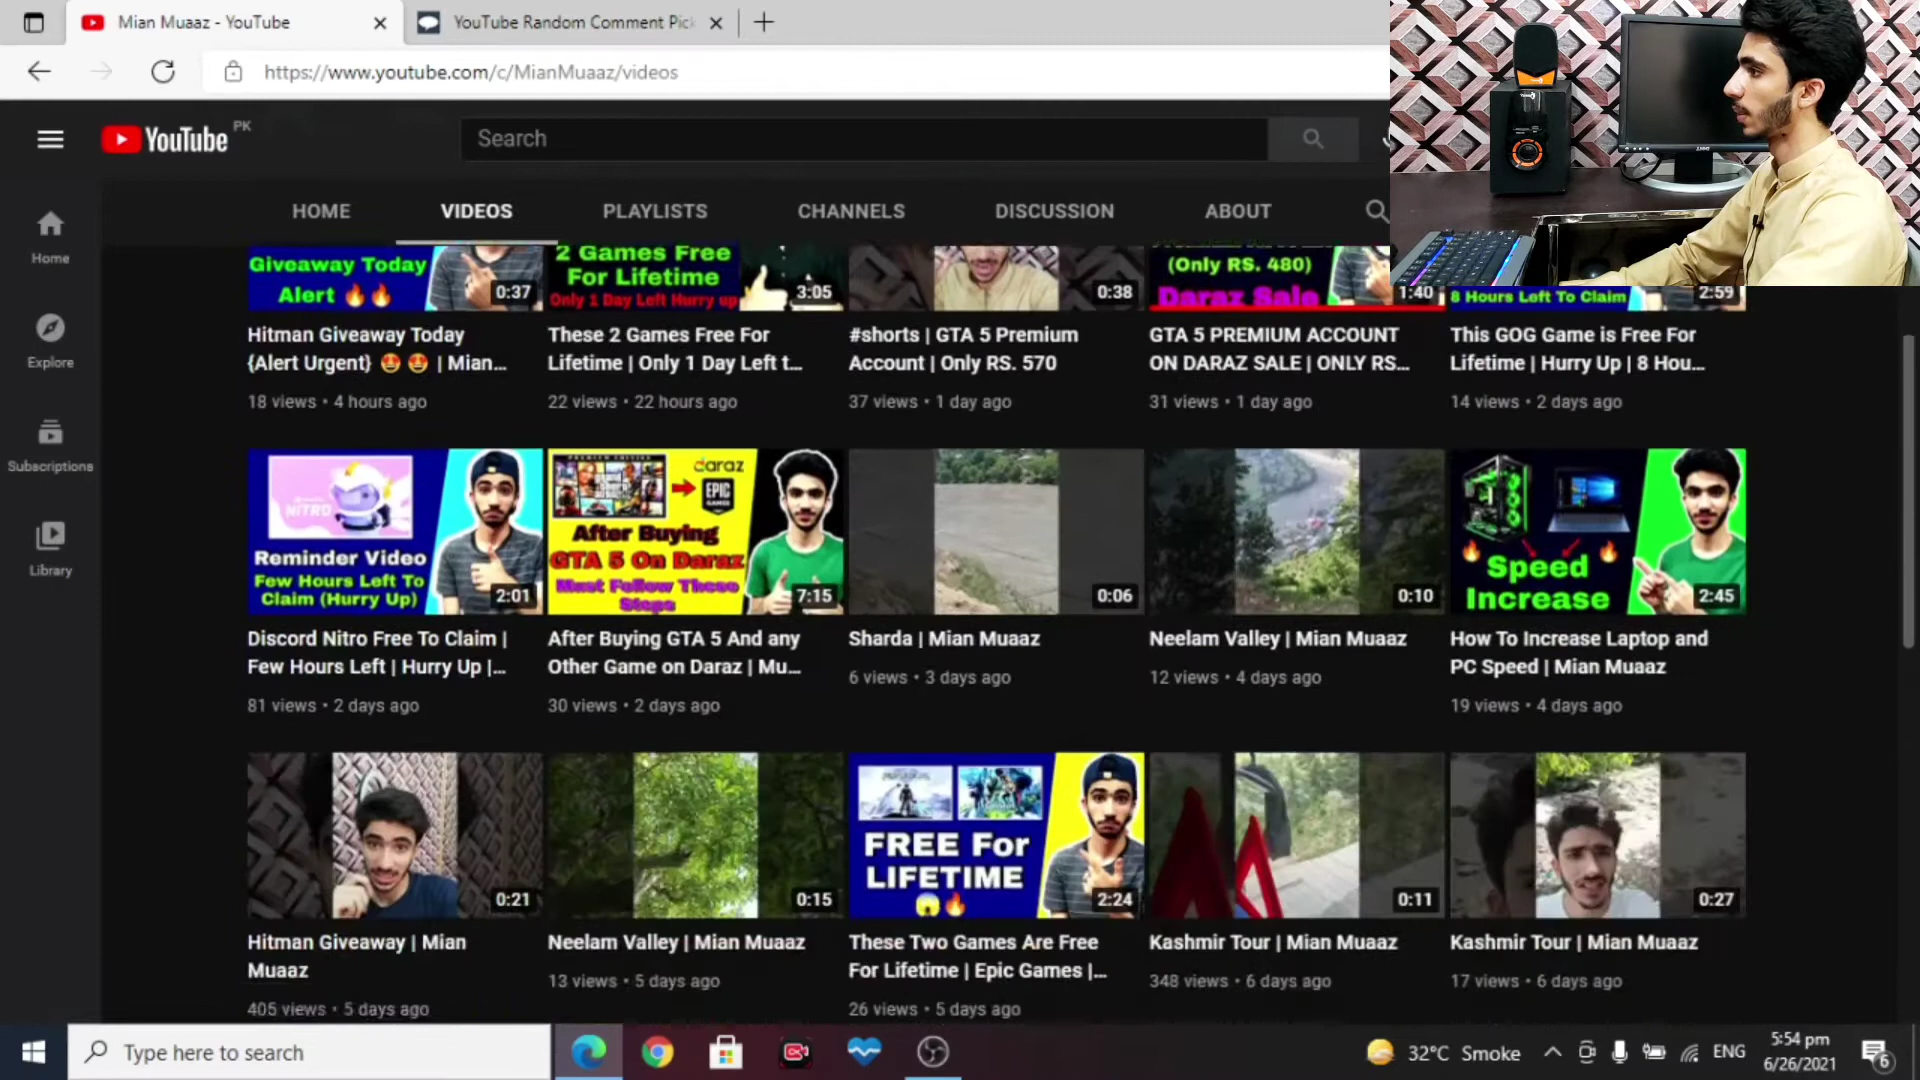 Mian Muaaz - YouTube
YouTube Random Comment Pic
https://www.youtube.com/c/MianMuaaz/videos
YouTube PK
Search
HOME
VIDEOS
PLAYLISTS
CHANNELS
DISCUSSION
ABOUT
Home
Explore
Subscriptions
Library
Giveaway Today
Alert
0:37
Hitman Giveaway Today
{Alert Urgent} 😍 😍 | Mian...
18 views • 4 hours ago
2 Games Free
For Lifetime
Only 1 Day Left Hurry up
3:05
These 2 Games Free For
Lifetime | Only 1 Day Left t...
22 views • 22 hours ago
0:38
#shorts | GTA 5 Premium
Account | Only RS. 570
37 views • 1 day ago
(Only RS. 480)
Daraz Sale
1:40
GTA 5 PREMIUM ACCOUNT
ON DARAZ SALE | ONLY RS...
31 views • 1 day ago
8 Hours Left To Claim
2:59
This GOG Game is Free For
Lifetime | Hurry Up | 8 Hou...
14 views • 2 days ago
NITRO
Reminder Video
Few Hours Left To
Claim (Hurry Up)
2:01
Discord Nitro Free To Claim |
Few Hours Left | Hurry Up |...
81 views • 2 days ago
daraz
EPIC
GAMES
After Buying
GTA 5 On Daraz
Must Follow These
Steps
7:15
After Buying GTA 5 And any
Other Game on Daraz | Mu...
30 views • 2 days ago
0:06
Sharda | Mian Muaaz
6 views • 3 days ago
0:10
Neelam Valley | Mian Muaaz
12 views • 4 days ago
Speed
Increase
2:45
How To Increase Laptop and
PC Speed | Mian Muaaz
19 views • 4 days ago
0:21
Hitman Giveaway | Mian
Muaaz
405 views • 5 days ago
0:15
Neelam Valley | Mian Muaaz
13 views • 5 days ago
FREE For
LIFETIME
2:24
These Two Games Are Free
For Lifetime | Epic Games |...
26 views • 5 days ago
0:11
Kashmir Tour | Mian Muaaz
348 views • 6 days ago
0:27
Kashmir Tour | Mian Muaaz
17 views • 6 days ago
Type here to search
32°C Smoke
ENG
5:54 pm
6/26/2021
6